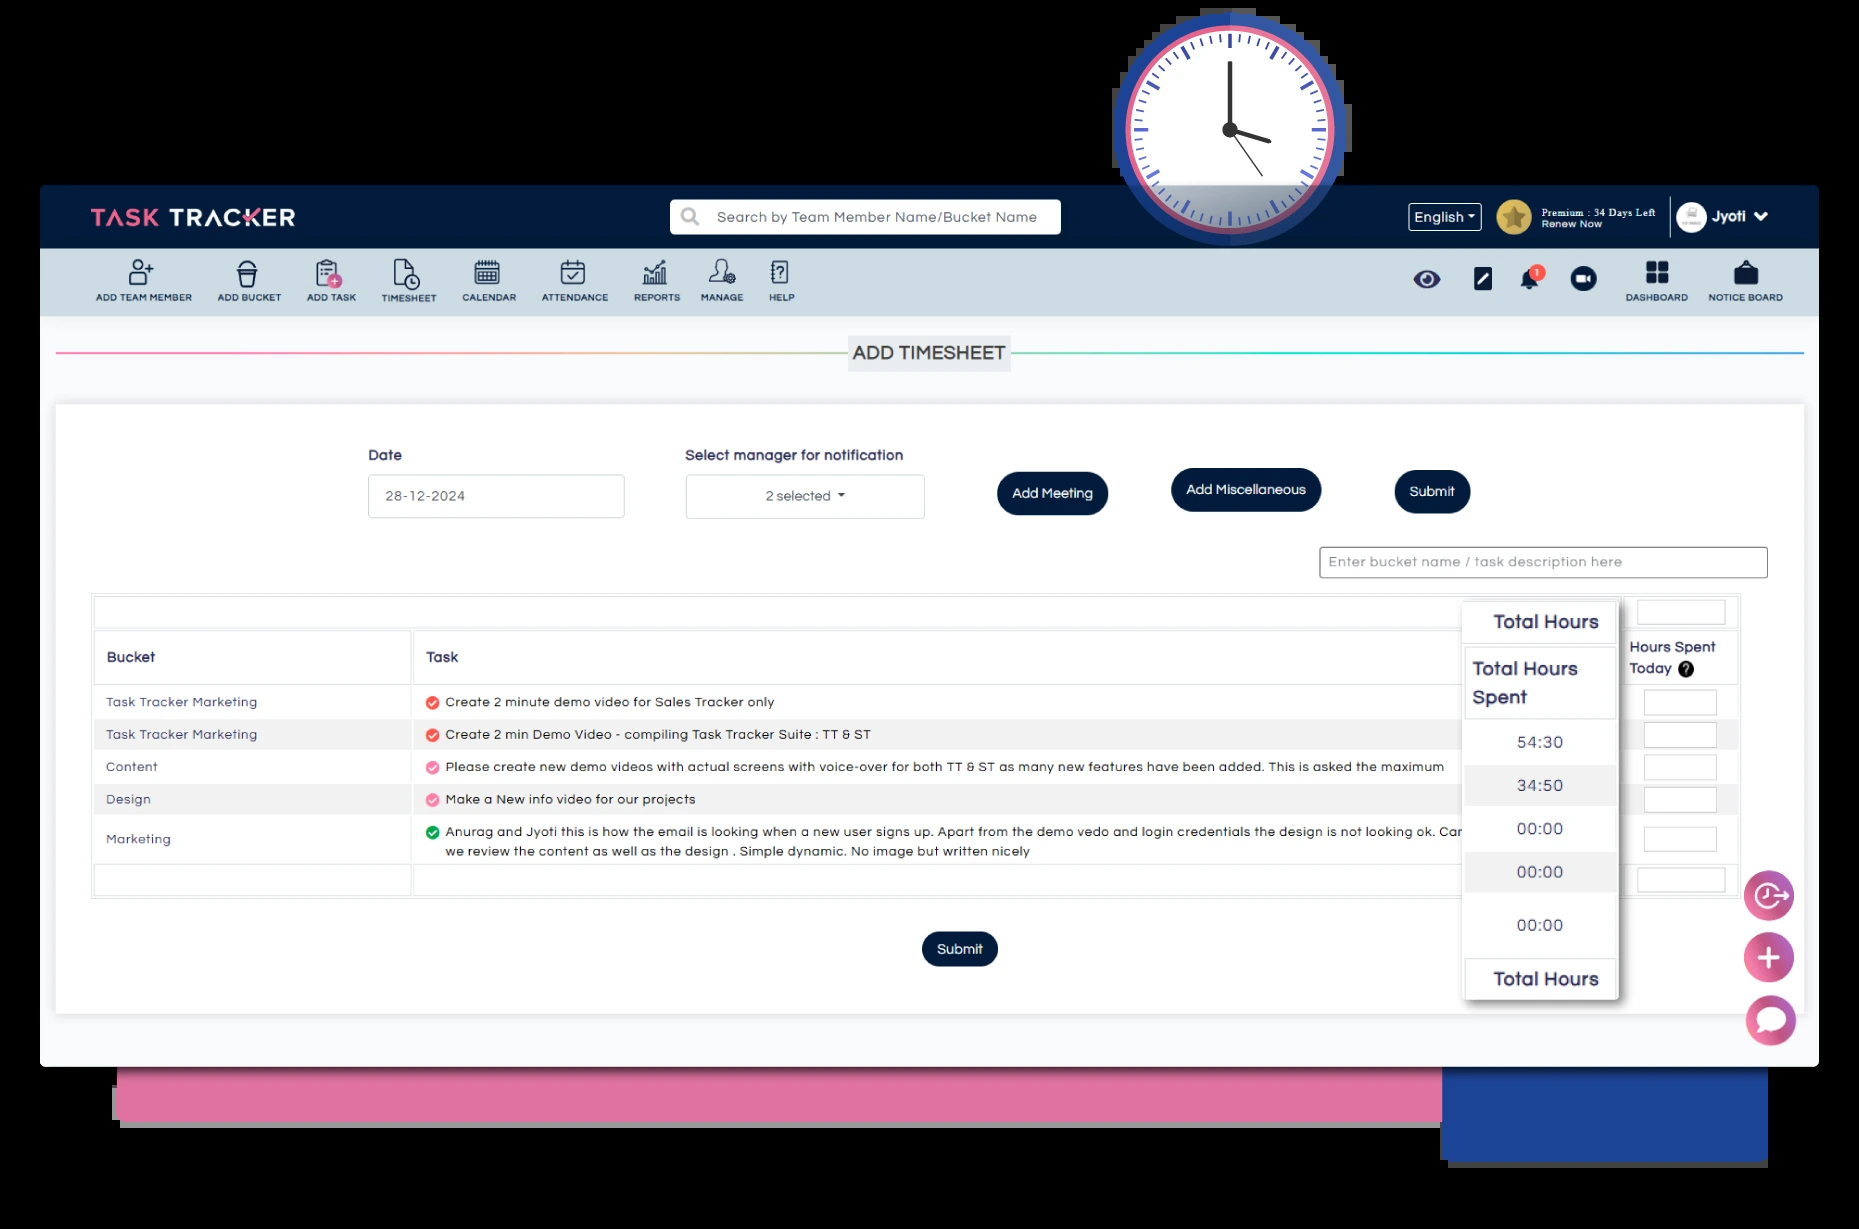 TASK TRACKER
Search by Team Member Name/Bucket Name
English
Premium : 34 Days Left
Renew Now
Jyoti
ADD TEAM MEMBER
ADD BUCKET
ADD TASK
TIMESHEET
CALENDAR
ATTENDANCE
REPORTS
MANAGE
HELP
1
DASHBOARD
NOTICE BOARD
ADD TIMESHEET
Date
Select manager for notification
28-12-2024
2 selected
Add Meeting
Add Miscellaneous
Submit
Enter bucket name / task description here
Total Hours
Bucket
Task
Total Hours
Spent
Hours Spent
Today ?
Task Tracker Marketing
Create 2 minute demo video for Sales Tracker only
54:30
Task Tracker Marketing
Create 2 min Demo Video - compiling Task Tracker Suite : TT & ST
34:50
Content
Please create new demo videos with actual screens with voice-over for both TT & ST as many new features have been added. This is asked the maximum
00:00
Design
Make a New info video for our projects
00:00
Marketing
Anurag and Jyoti this is how the email is looking when a new user signs up. Apart from the demo vedo and login credentials the design is not looking ok. Can
we review the content as well as the design . Simple dynamic. No image but written nicely
00:00
Total Hours
Submit